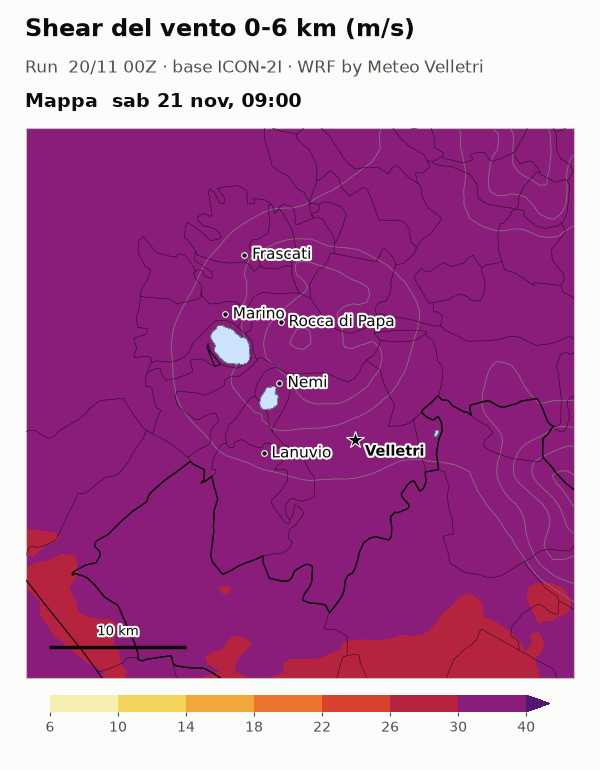 Shear del vento 0-6 km (m/s)
Run 20/11 00Z · base ICON-2I · WRF by Meteo Velletri
Mappa sab 21 nov, 09:00
Frascati
Marino
Rocca di Papa
Nemi
Velletri
Lanuvio
10 km
6 10 14 18 22 26 30 40